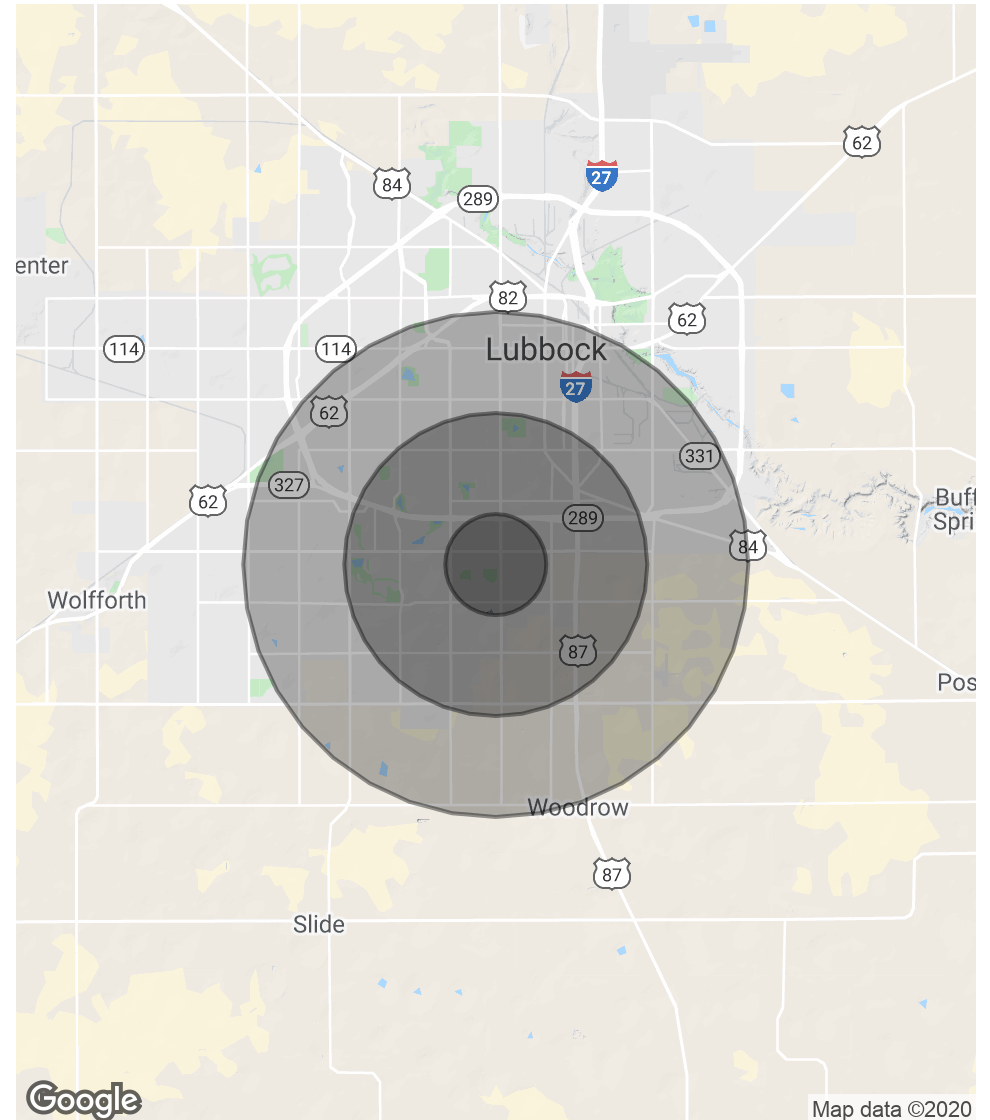 62
84
27
289
enter
82
62
114
114
Lubbock
27
62
331
327
62
Buff
Spri
289
84
Wolfforth
87
Pos
Woodrow
87
Slide
Google
Map data ©2020